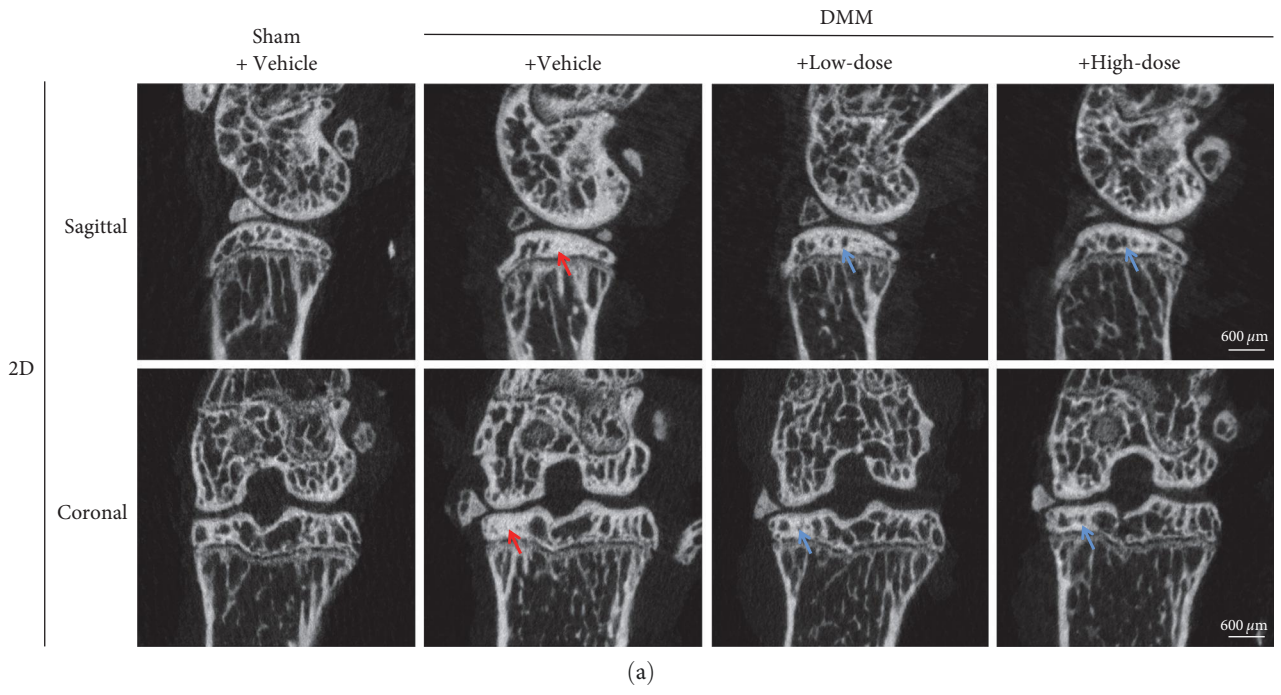 DMM
Sham
+ Vehicle
+Vehicle
+Low-dose
+High-dose
Sagittal
600 µm
2D
Coronal
600 µm
(a)